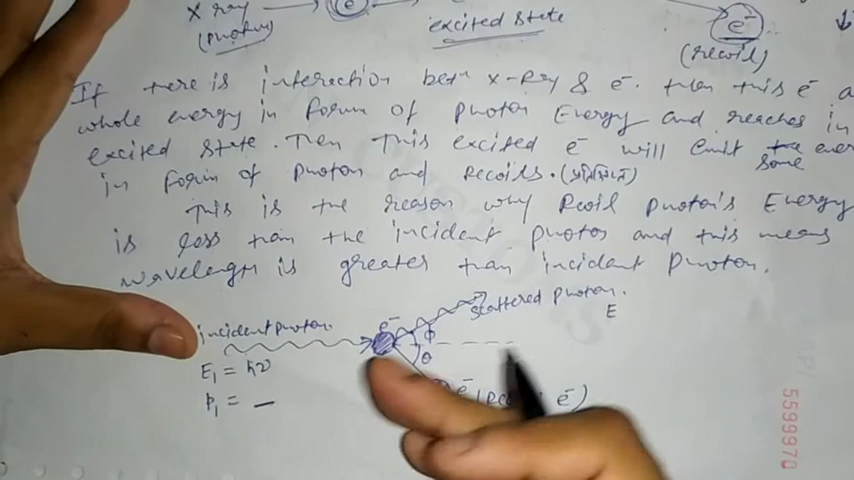 X ray e e⁻
(photon) excited state (recoil)
If there is interaction betⁿ x-Ray & e⁻. then this e⁻ a
whole energy in form of photon Energy and reaches in
excited state. Then this excited e⁻ will emit some ener
in form of photon and recoils.
This is the reason why Recoil photon's Energy
is less than the incident photon and this means
wavelength is greater than incident photon.
incident photon. e⁻ scattered photon.
E
ϕ
E₁ = hν θ
e⁻ e⁻)
P₁ = —
5599970